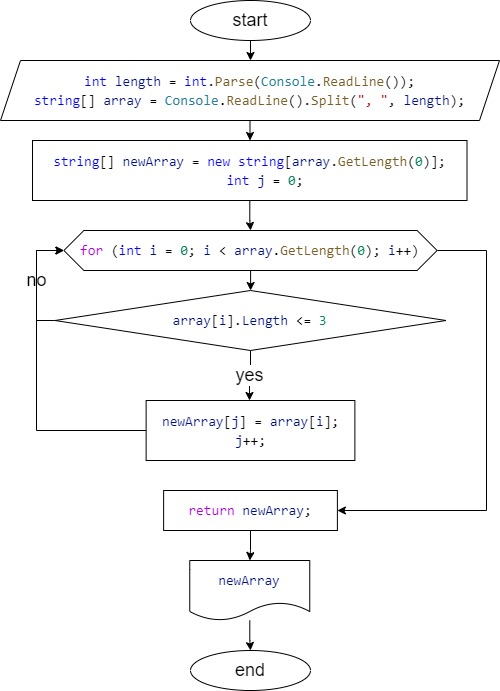 start
int length = int.Parse(Console.ReadLine());
string[] array = Console.ReadLine().Split(", ", length);
string[] newArray = new string[array.GetLength(0)];
int j = 0;
for (int i = 0; i < array.GetLength(0); i++)
no
array[i].Length <= 3
yes
newArray[j] = array[i];
j++;
return newArray;
newArray
end